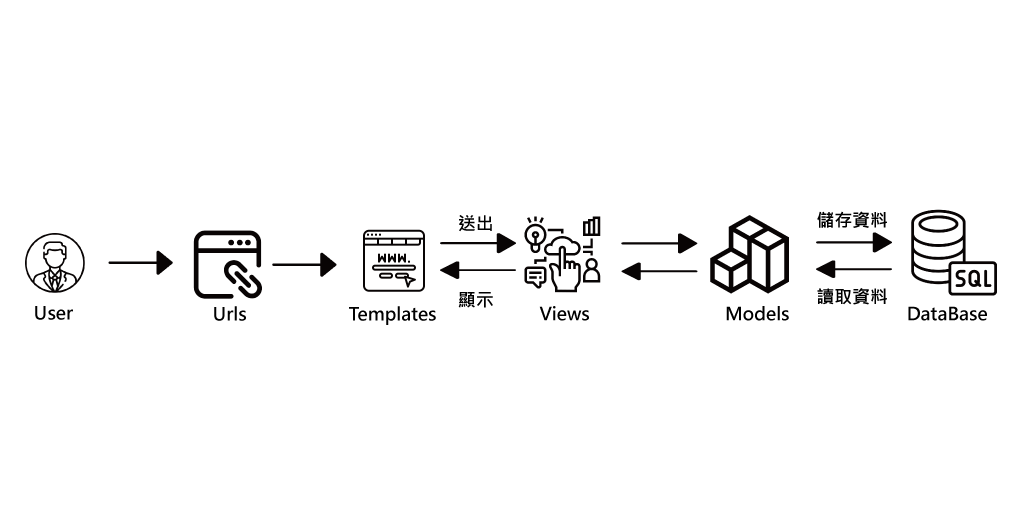 User
Urls
WWW.
Templates
送出
顯示
Views
Models
儲存資料
讀取資料
SQL
DataBase